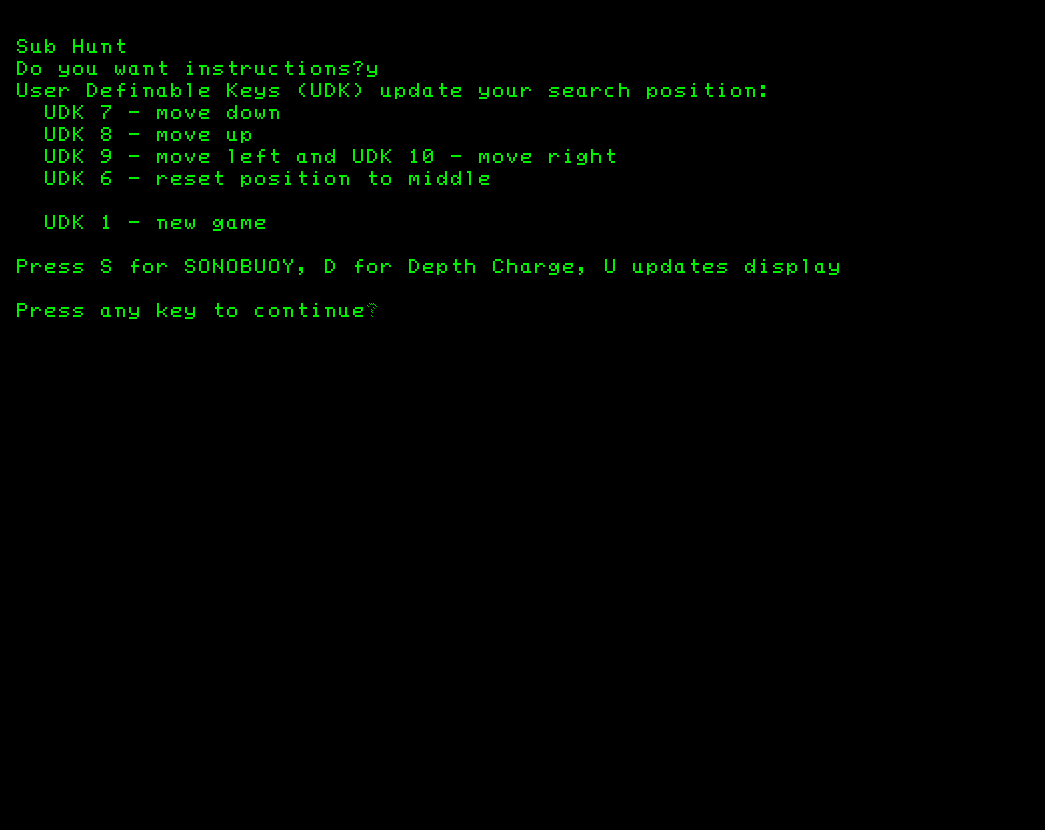 Sub Hunt
Do you want instructions?y
User Definable Keys (UDK) update your search position:
  UDK 7 - move down
  UDK 8 - move up
  UDK 9 - move left and UDK 10 - move right
  UDK 6 - reset position to middle
  UDK 1 - new game
Press S for SONOBUOY, D for Depth Charge, U updates display
Press any key to continue?